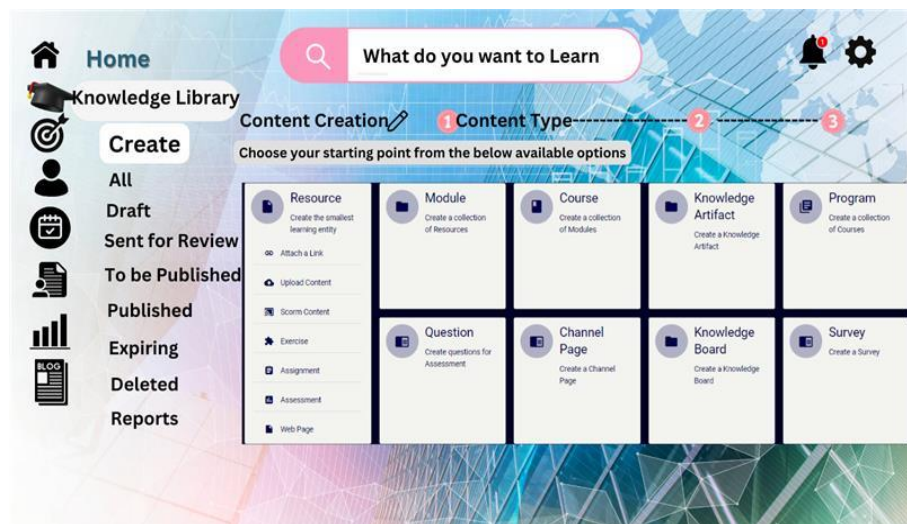 Home
What do you want to Learn
1
Knowledge Library
Content Creation
1 Content Type
2
3
Create
Choose your starting point from the below available options
All
Draft
Sent for Review
To be Published
Published
Expiring
BLOG
Deleted
Reports
Resource
Create the smallest
learning entity
Attach a Link
Upload Content
Scorm Content
Exercise
Assignment
Assessment
Web Page
Module
Create a collection
of Resources
Course
Create a collection
of Modules
Knowledge
Artifact
Create a Knowledge
Artifact
Program
Create a collection
of Courses
Question
Create questions for
Assessment
Channel
Page
Create a Channel
Page
Knowledge
Board
Create a Knowledge
Board
Survey
Create a Survey